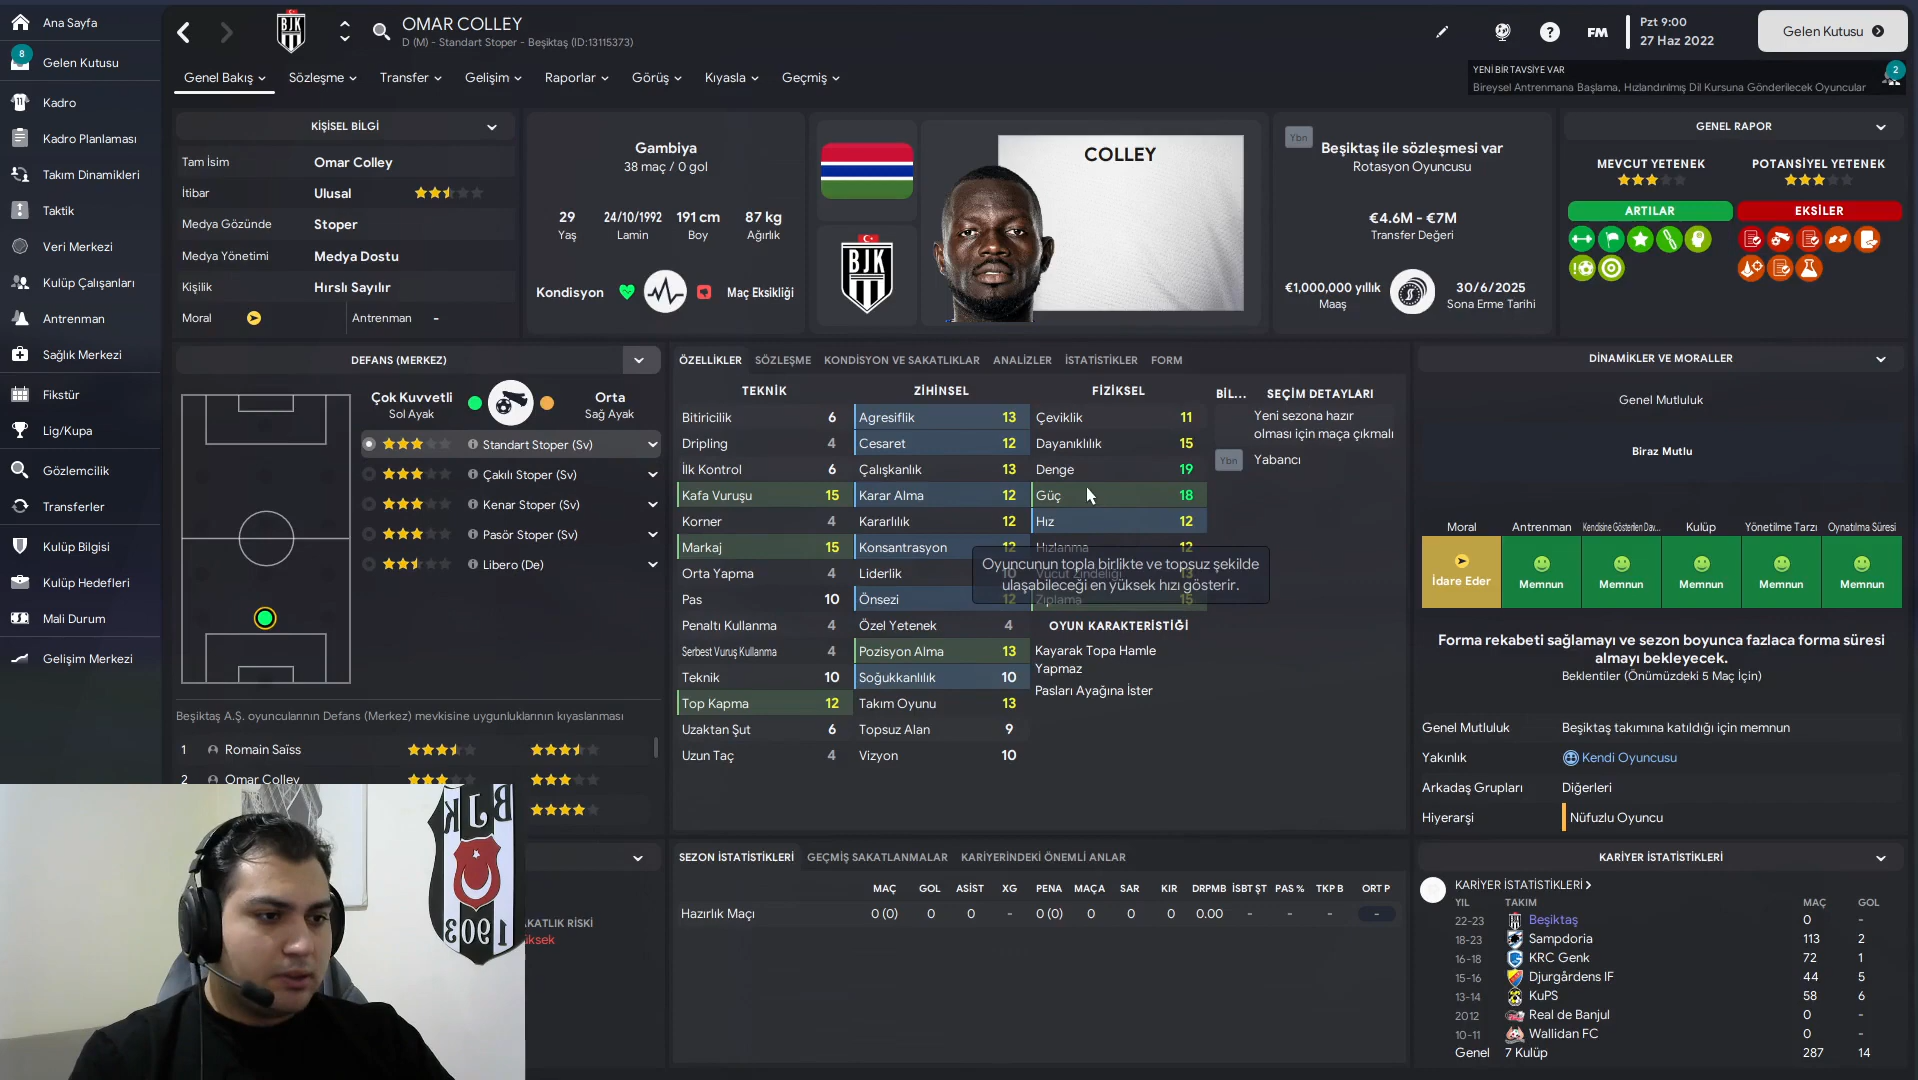 Ana Sayfa
8
Gelen Kutusu
Kadro
Kadro Planlaması
Takım Dinamikleri
Taktik
Veri Merkezi
Kulüp Çalışanları
Antrenman
Sağlık Merkezi
Fikstür
Lig/Kupa
Gözlemcilik
Transferler
Kulüp Bilgisi
Kulüp Hedefleri
Mali Durum
Gelişim Merkezi
OMAR COLLEY
D (M) - Standart Stoper - Beşiktaş (ID:13115373)
FM
Pzt 9:00
27 Haz 2022
Gelen Kutusu
Genel Bakış
Sözleşme
Transfer
Gelişim
Raporlar
Görüş
Kıyasla
Geçmiş
YENİ BİR TAVSİYE VAR
Bireysel Antrenmana Başlama, Hızlandırılmış Dil Kursuna Gönderilecek Oyuncular
2
KİŞİSEL BİLGİ
Tam İsim Omar Colley
İtibar Ulusal
Medya Gözünde Stoper
Medya Yönetimi Medya Dostu
Kişilik Hırslı Sayılır
Moral
Antrenman -
Gambiya
38 maç / 0 gol
29 24/10/1992 191 cm 87 kg
Yaş Lamin Boy Ağırlık
Kondisyon
Maç Eksikliği
BJK
COLLEY
Ybn
Beşiktaş ile sözleşmesi var
Rotasyon Oyuncusu
€4.6M - €7M
Transfer Değeri
€1,000,000 yıllık
Maaş
30/6/2025
Sona Erme Tarihi
GENEL RAPOR
MEVCUT YETENEK
POTANSİYEL YETENEK
ARTILAR
EKSİLER
DEFANS (MERKEZ)
Çok Kuvvetli
Sol Ayak
Orta
Sağ Ayak
Standart Stoper (Sv)
Çakılı Stoper (Sv)
Kenar Stoper (Sv)
Pasör Stoper (Sv)
Libero (De)
Beşiktaş A.Ş. oyuncularının Defans (Merkez) mevkisine uygunluklarının kıyaslanması
1 Romain Saïss
2 Omar Colley
ÖZELLİKLER
SÖZLEŞME
KONDİSYON VE SAKATLIKLAR
ANALİZLER
İSTATİSTİKLER
FORM
TEKNİK
Bitiricilik 6
Dripling 4
İlk Kontrol 6
Kafa Vuruşu 15
Korner 4
Markaj 15
Orta Yapma 4
Pas 10
Penaltı Kullanma 4
Serbest Vuruş Kullanma 4
Teknik 10
Top Kapma 12
Uzaktan Şut 6
Uzun Taç 4
ZİHİNSEL
Agresiflik 13
Cesaret 12
Çalışkanlık 13
Karar Alma 12
Kararlılık 12
Konsantrasyon 12
Liderlik 10
Önsezi 12
Özel Yetenek 4
Pozisyon Alma 13
Soğukkanlılık 10
Takım Oyunu 13
Topsuz Alan 9
Vizyon 10
FİZİKSEL
Çeviklik 11
Dayanıklılık 15
Denge 19
Güç 18
Hız 12
Hızlanma 12
Vücut Zindeliği 13
Zıplama 15
Oyuncunun topla birlikte ve topsuz şekilde
ulaşabileceği en yüksek hızı gösterir.
OYUN KARAKTERİSTİĞİ
Kayarak Topa Hamle
Yapmaz
Pasları Ayağına İster
BİL...
SEÇİM DETAYLARI
Yeni sezona hazır
olması için maça çıkmalı
Ybn
Yabancı
DİNAMİKLER VE MORALLER
Genel Mutluluk
Biraz Mutlu
Moral
Antrenman
Kendisine Gösterilen Dav...
Kulüp
Yönetilme Tarzı
Oynatılma Süresi
İdare Eder
Memnun
Memnun
Memnun
Memnun
Memnun
Forma rekabeti sağlamayı ve sezon boyunca fazlaca forma süresi
almayı bekleyecek.
Beklentiler (Önümüzdeki 5 Maç İçin)
Genel Mutluluk Beşiktaş takımına katıldığı için memnun
Yakınlık Kendi Oyuncusu
Arkadaş Grupları Diğerleri
Hiyerarşi Nüfuzlu Oyuncu
AKATLIK RİSKİ
üksek
BJK
1903
SEZON İSTATİSTİKLERİ
GEÇMİŞ SAKATLANMALAR
KARİYERİNDEKİ ÖNEMLİ ANLAR
MAÇ GOL ASİST XG PENA MAÇA SAR KIR DRPMB İSBT ŞT PAS % TKP B ORT P
Hazırlık Maçı 0 (0) 0 0 - 0 (0) 0 0 0 0.00 - - - -
KARİYER İSTATİSTİKLERİ
KARİYER İSTATİSTİKLERİ
YIL TAKIM MAÇ GOL
22-23 Beşiktaş 0 -
18-23 Sampdoria 113 2
16-18 KRC Genk 72 1
15-16 Djurgårdens IF 44 5
13-14 KuPS 58 6
2012 Real de Banjul 0 -
10-11 Wallidan FC 0 -
Genel 7 Kulüp 287 14